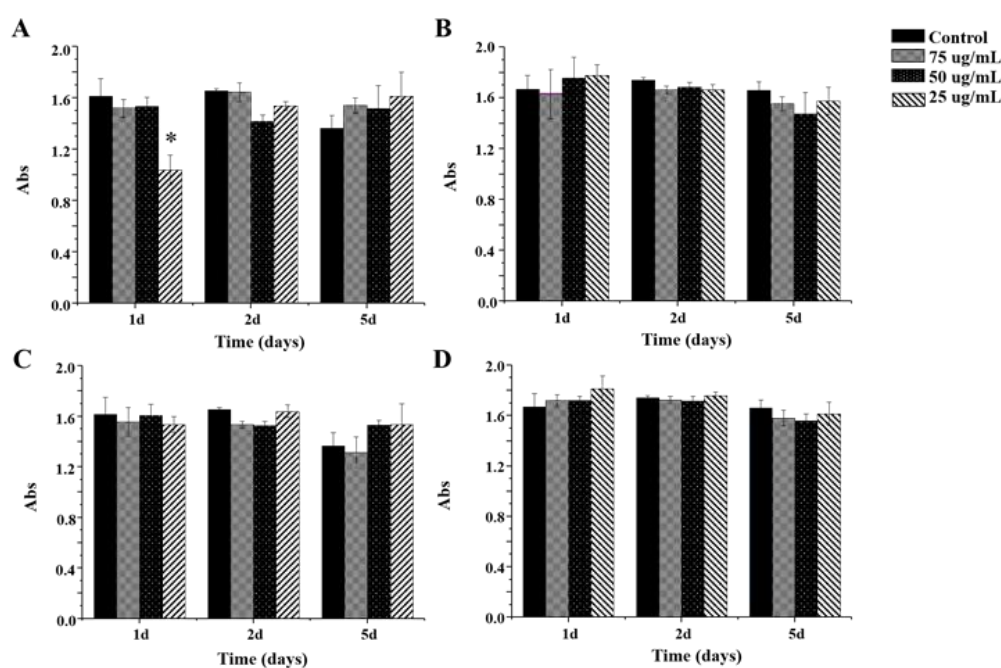 A
2.0
1.6
1.2
0.8
0.4
0.0
Abs
*
1d
2d
5d
Time (days)
B
2.0
1.6
1.2
0.8
0.4
0.0
Abs
1d
2d
5d
Time (days)
Control
75 ug/mL
50 ug/mL
25 ug/mL
C
2.0
1.6
1.2
0.8
0.4
0.0
Abs
1d
2d
5d
Time (days)
D
2.0
1.6
1.2
0.8
0.4
0.0
Abs
1d
2d
5d
Time (days)